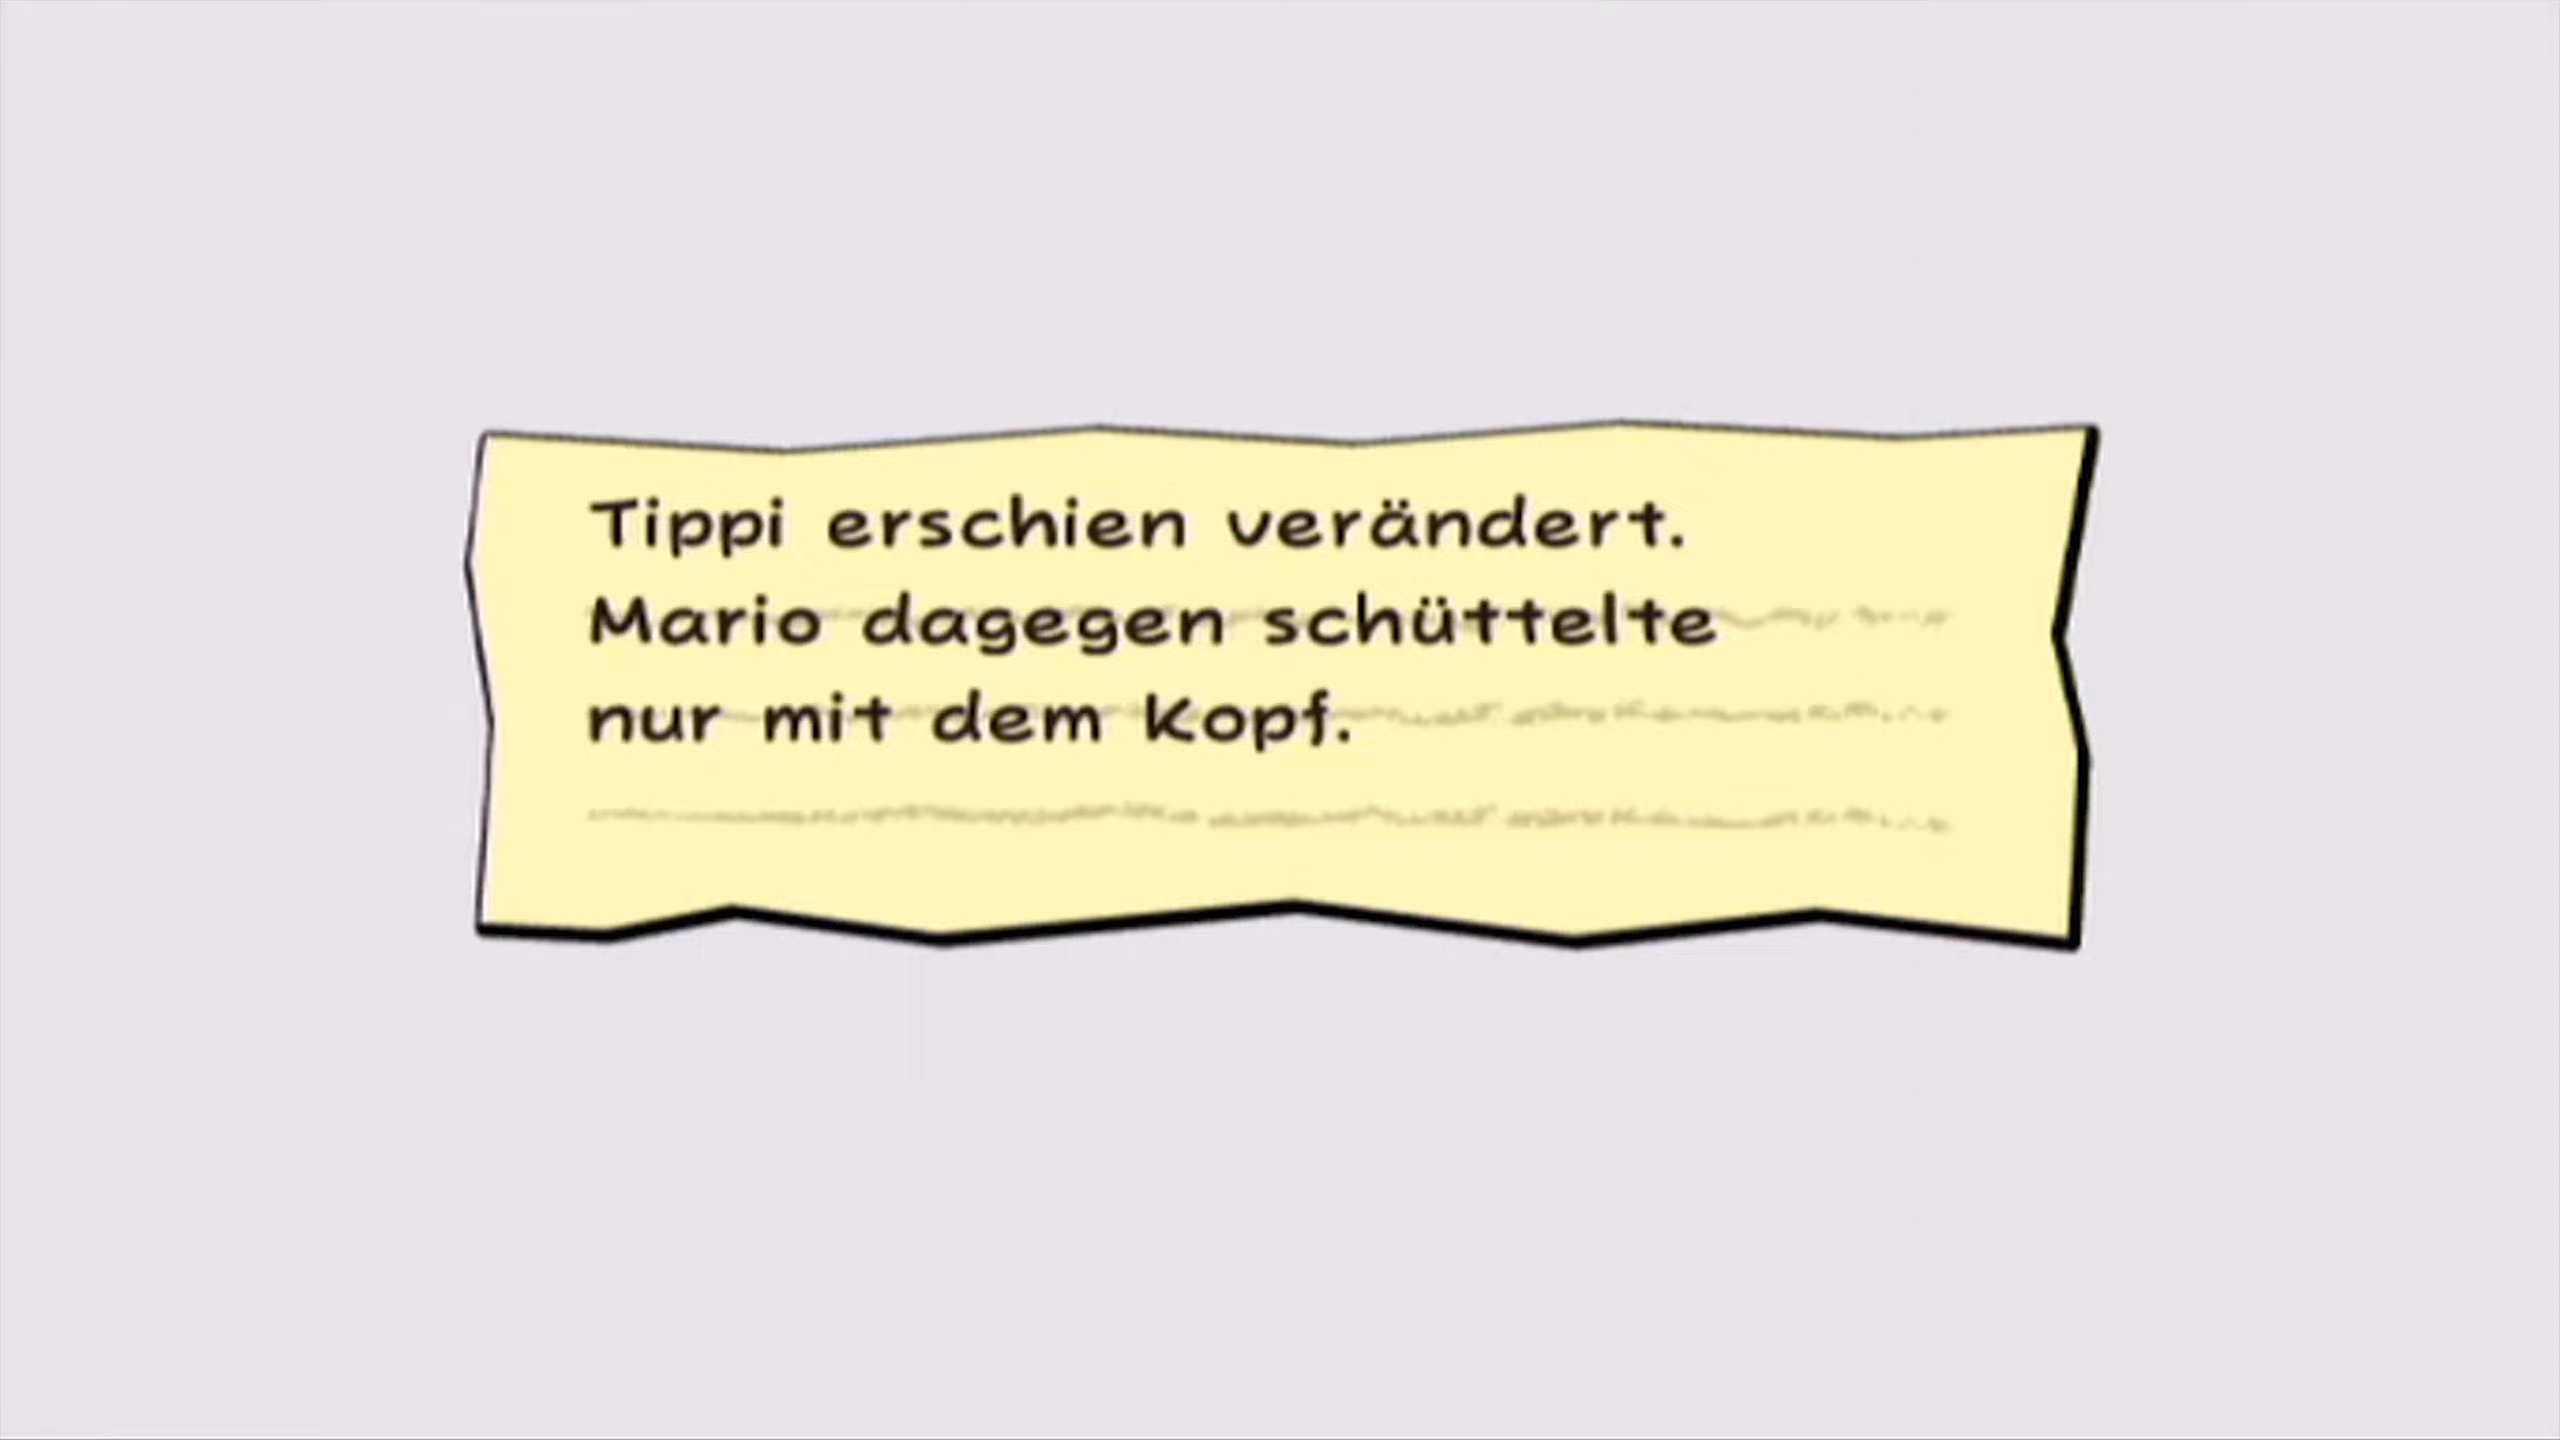 Tippi erschien verändert.
Mario dagegen schüttelte
nur mit dem Kopf.